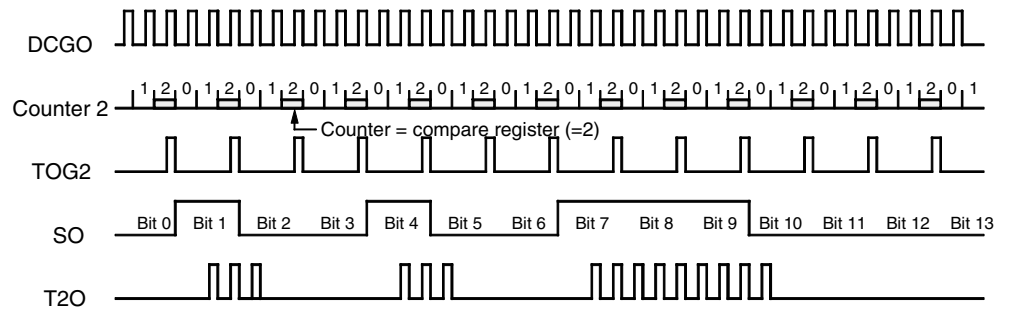 DCGO
1 2 0 1 2 0 1 2 0 1 2 0 1 2 0 1 2 0 1 2 0 1 2 0 1 2 0 1 2 0 1 2 0 1 2 0 1 2 0 1
Counter 2
Counter = compare register (=2)
TOG2
Bit 0 Bit 1 Bit 2 Bit 3 Bit 4 Bit 5 Bit 6 Bit 7 Bit 8 Bit 9 Bit 10 Bit 11 Bit 12 Bit 13
SO
T2O